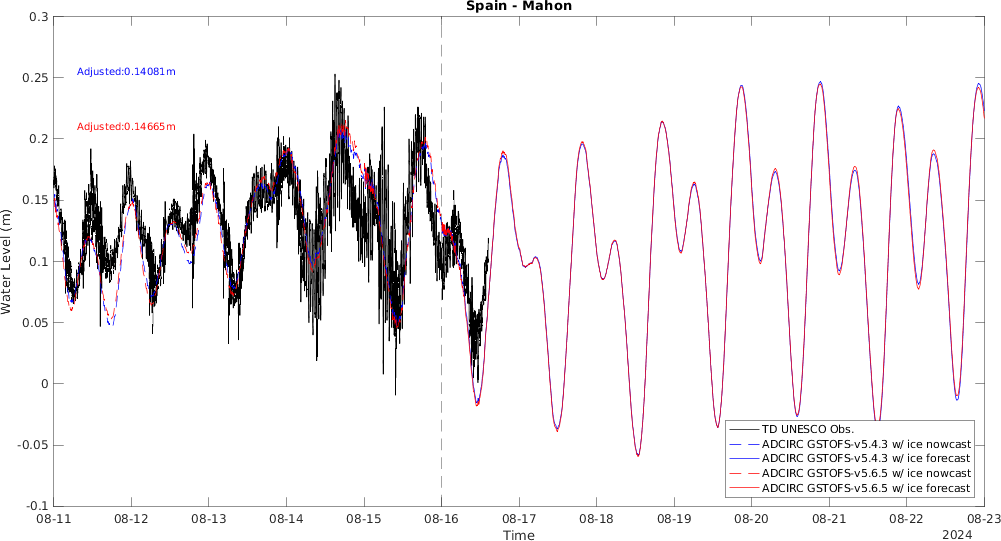 Spain - Mahon
0.3
0.25
0.2
0.15
0.1
0.05
0
-0.05
-0.1
Water Level (m)
Adjusted:0.14081m
Adjusted:0.14665m
TD UNESCO Obs.
ADCIRC GSTOFS-v5.4.3 w/ ice nowcast
ADCIRC GSTOFS-v5.4.3 w/ ice forecast
ADCIRC GSTOFS-v5.6.5 w/ ice nowcast
ADCIRC GSTOFS-v5.6.5 w/ ice forecast
08-11 08-12 08-13 08-14 08-15 08-16 08-17 08-18 08-19 08-20 08-21 08-22 08-23
Time
2024